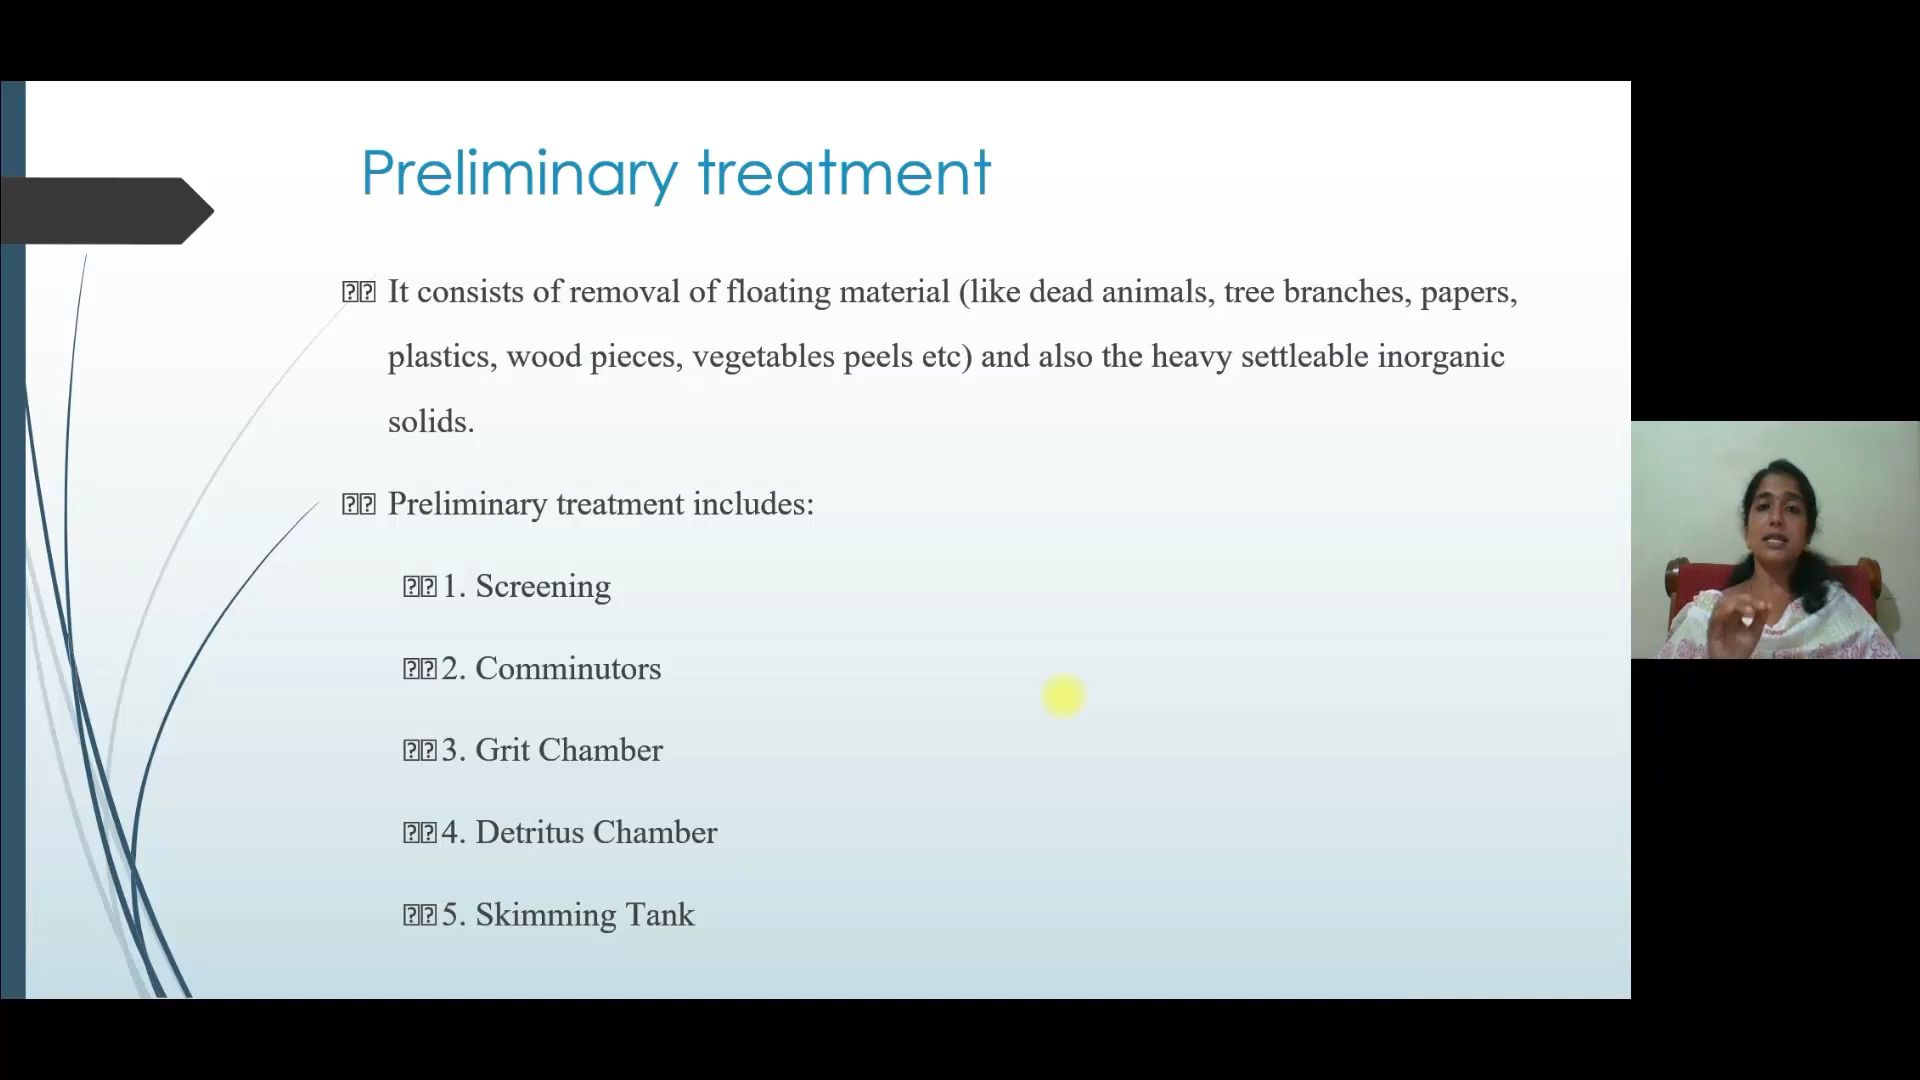 Preliminary treatment
It consists of removal of floating material (like dead animals, tree branches, papers,
plastics, wood pieces, vegetables peels etc) and also the heavy settleable inorganic
solids.
Preliminary treatment includes:
1. Screening
2. Comminutors
3. Grit Chamber
4. Detritus Chamber
5. Skimming Tank